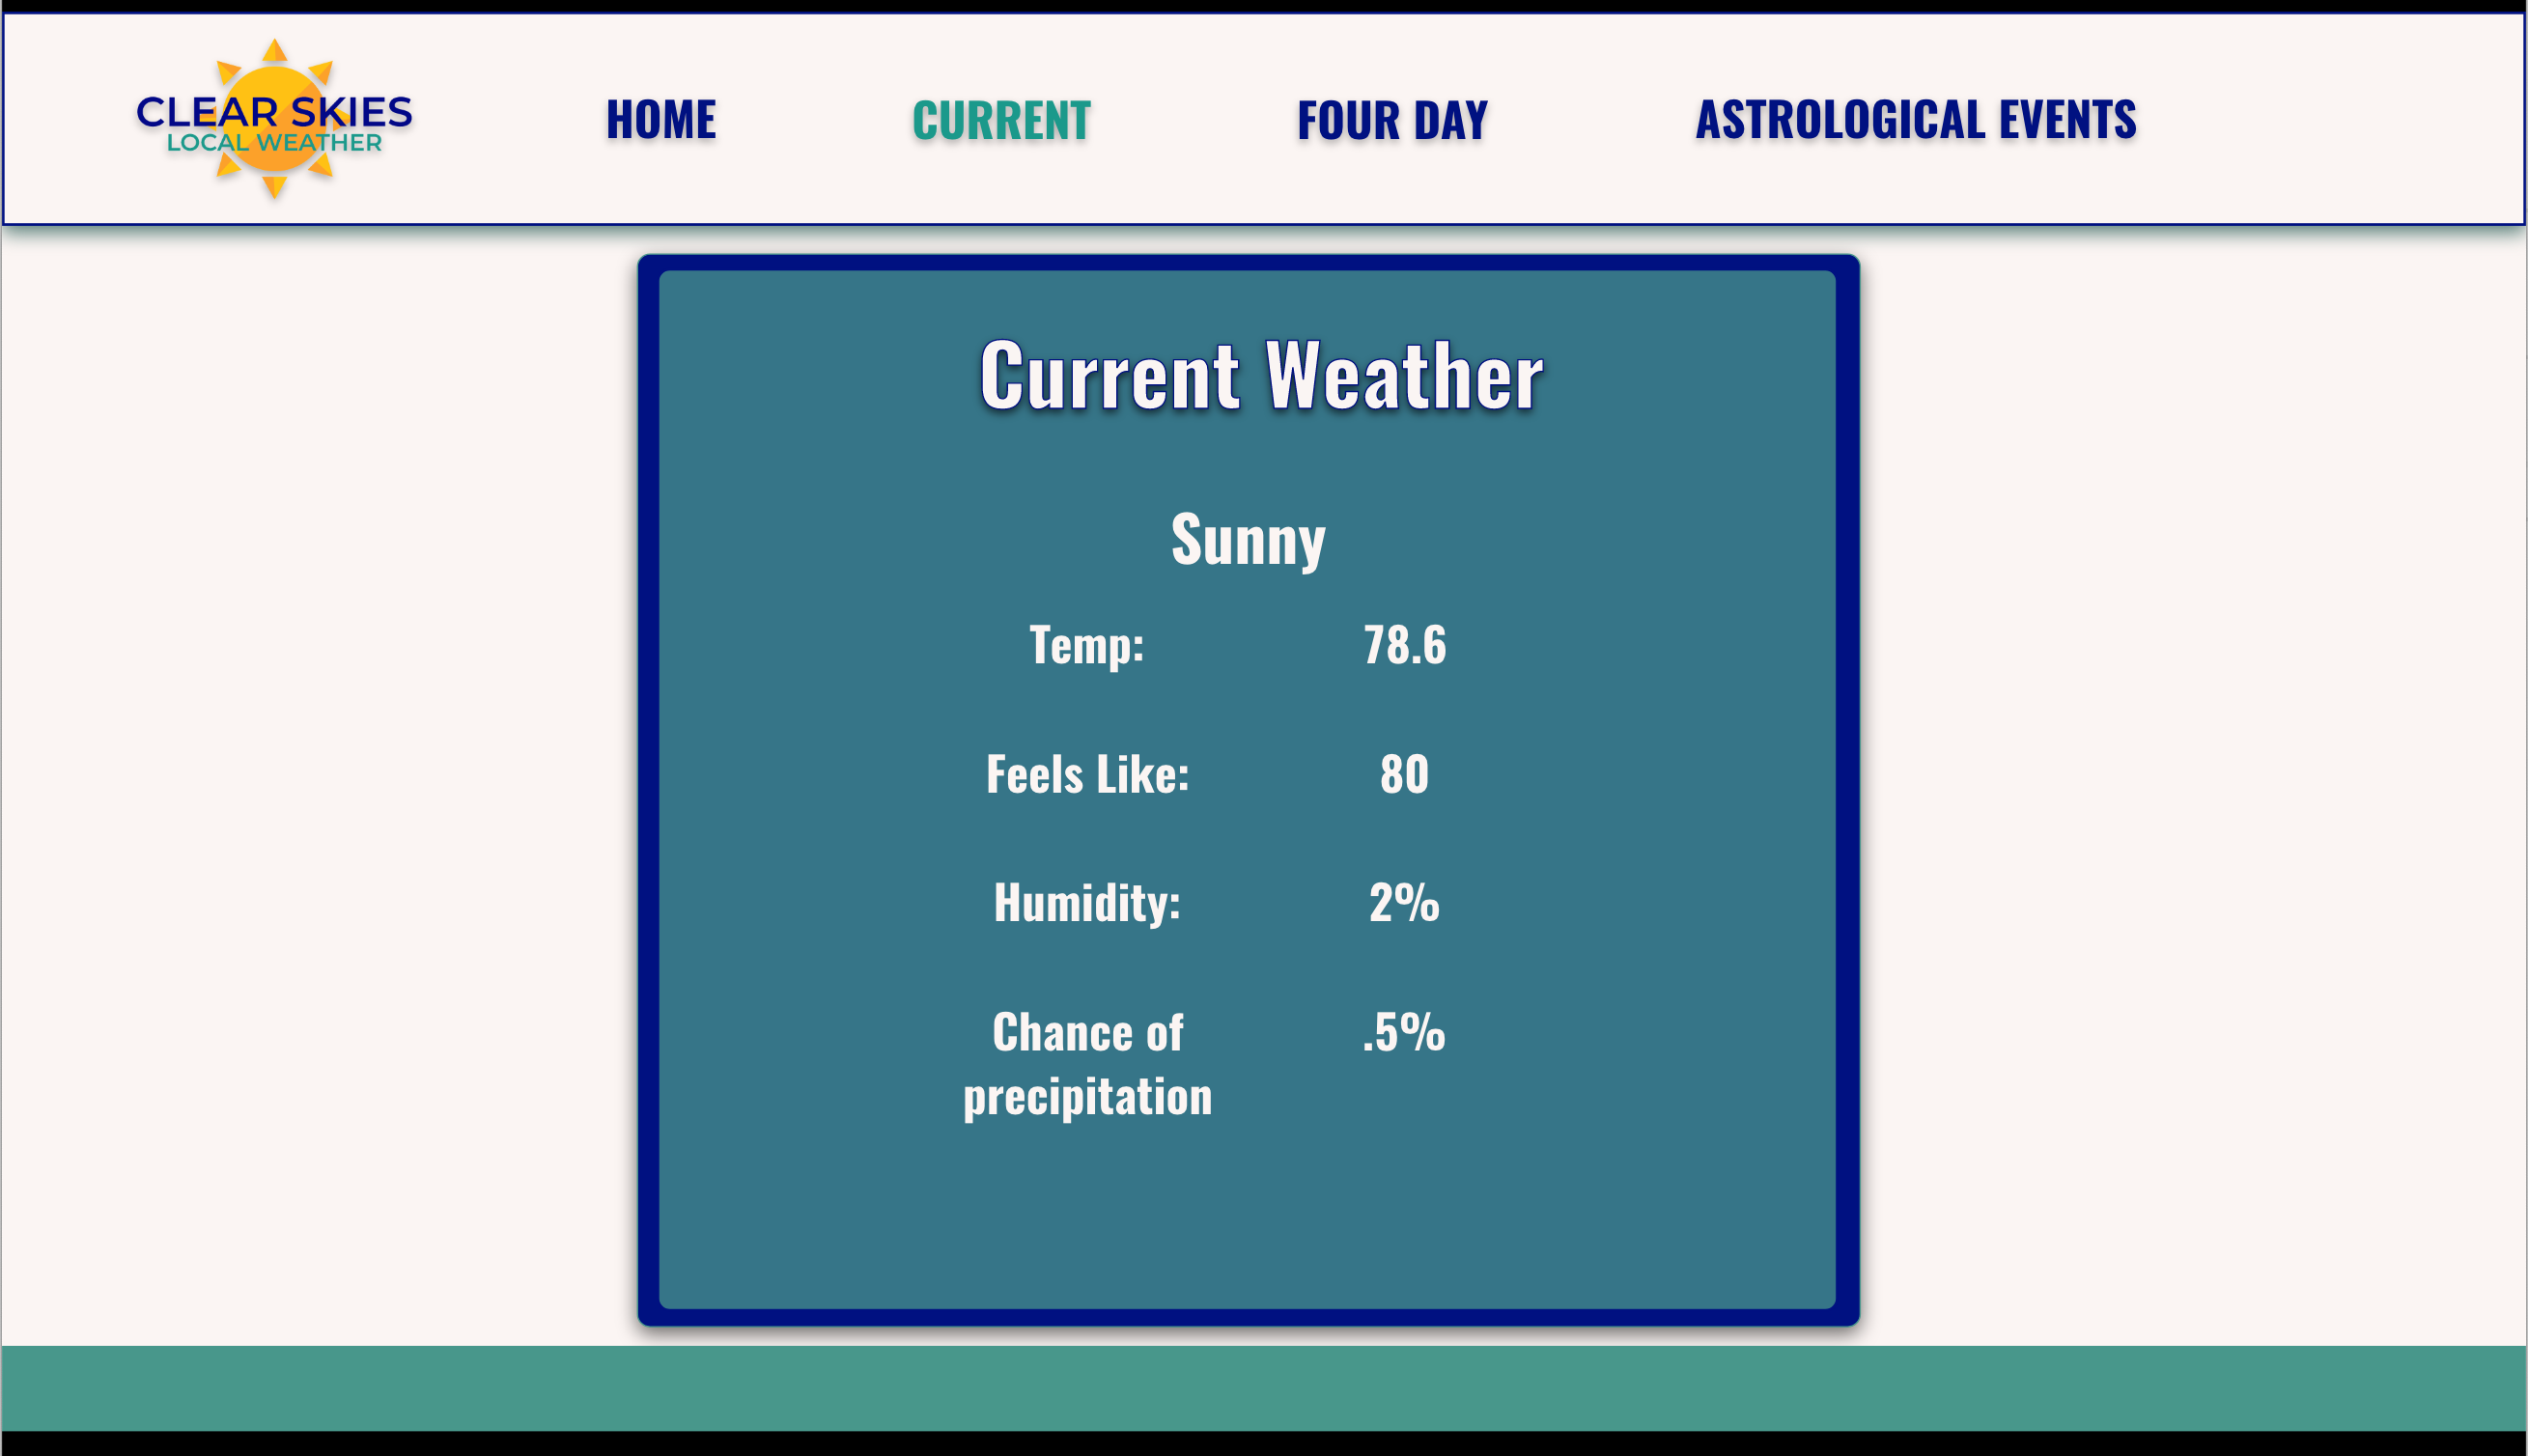 CLEAR SKIES
LOCAL WEATHER
HOME
CURRENT
FOUR DAY
ASTROLOGICAL EVENTS
Current Weather
Sunny
Temp: 78.6
Feels Like: 80
Humidity: 2%
Chance of .5%
precipitation